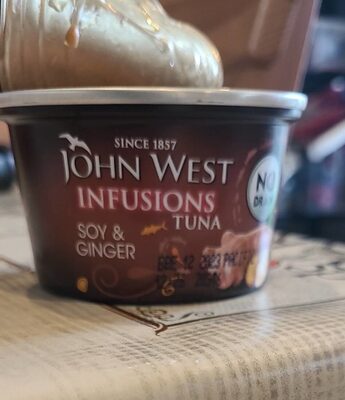 SINCE 1857
JOHN WEST
INFUSIONS
TUNA
SOY &
GINGER
NO